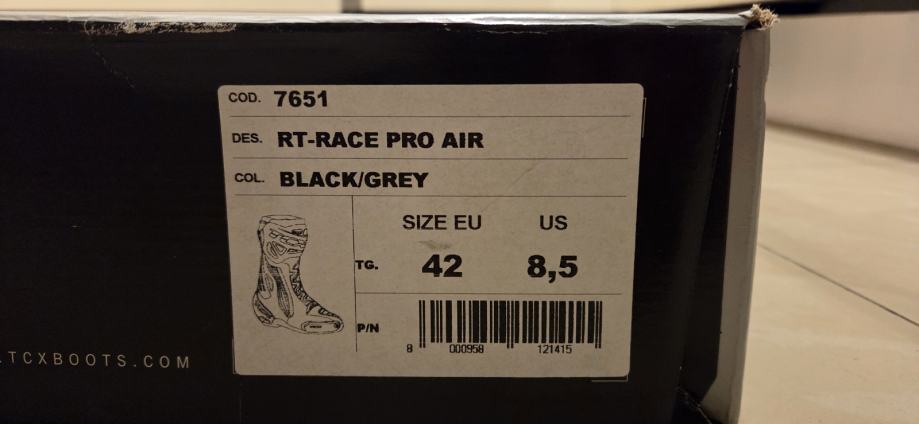 COD. 7651
DES. RT-RACE PRO AIR
COL. BLACK/GREY
SIZE EU US
TG. 42 8,5
P/N
8 000958 121415
.TCXBOOTS.COM